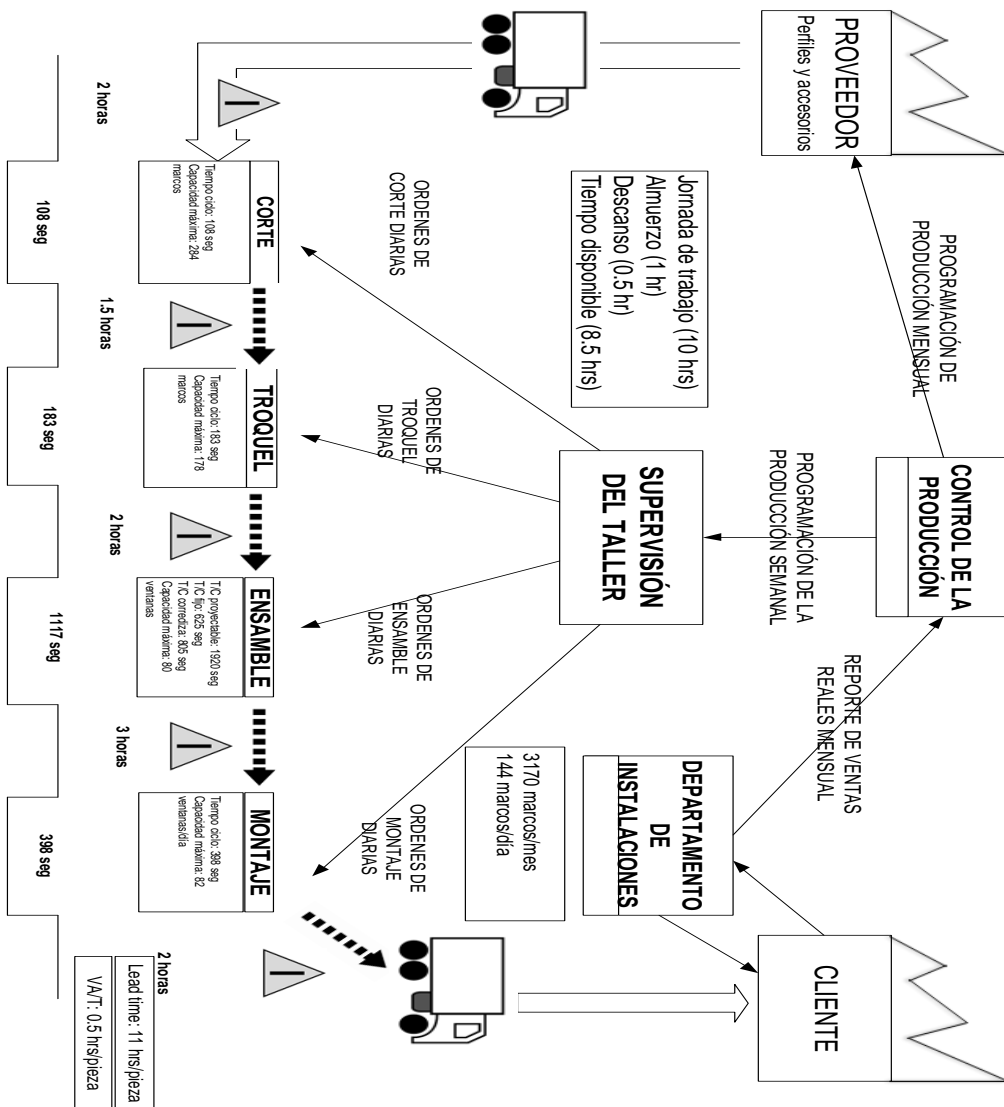 PROVEEDOR
Perfiles y accesorios
PROGRAMACIÓN DE
PRODUCCIÓN MENSUAL
CONTROL DE LA
PRODUCCIÓN
REPORTE DE VENTAS
REALES MENSUAL
CLIENTE
DEPARTAMENTO
DE
INSTALACIONES
3170 marcos/mes
144 marcos/día
PROGRAMACIÓN DE LA
PRODUCCIÓN SEMANAL
Jornada de trabajo (10 hrs)
Almuerzo (1 hr)
Descanso (0.5 hr)
Tiempo disponible (8.5 hrs)
SUPERVISIÓN
DEL TALLER
ORDENES DE
CORTE DIARIAS
ORDENES DE
TROQUEL
DIARIAS
ORDENES DE
ENSAMBLE
DIARIAS
ORDENES DE
MONTAJE
DIARIAS
CORTE
Tiempo ciclo: 108 seg
Capacidad máxima: 284
marcos
TROQUEL
Tiempo ciclo: 183 seg
Capacidad máxima: 178
marcos
ENSAMBLE
T/C proyectable: 1920 seg
T/C fijo: 625 seg
T/C corrediza: 805 seg
Capacidad máxima: 80
ventanas
MONTAJE
Tiempo ciclo: 398 seg
Capacidad máxima: 82
ventanas/día
2 horas
108 seg
1.5 horas
183 seg
2 horas
1117 seg
3 horas
398 seg
2 horas
Lead time: 11 hrs/pieza
VA/T: 0.5 hrs/pieza